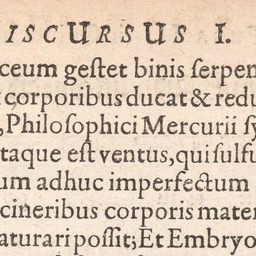 ISCURSUS I.
ceum geſtet binis ſerpen
corporibus ducat & redu
, Philoſophici Mercurii ſy
taque eſt ventus, qui ſulfu
um adhuc imperfectum
cineribus corporis mater
aturari poſſit; Et Embryo